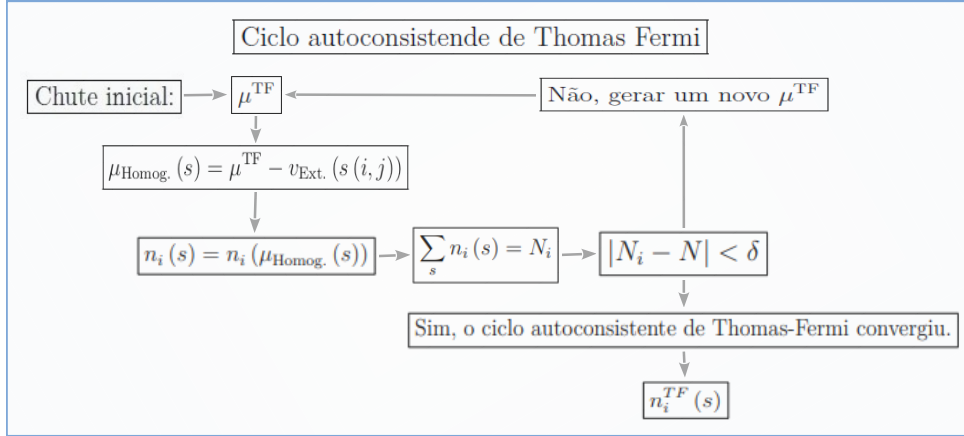 Ciclo autoconsistende de Thomas Fermi
Chute inicial:
μ^TF
Não, gerar um novo μ^TF
μ_Homog. (s) = μ^TF − v_Ext. (s (i, j))
n_i (s) = n_i (μ_Homog. (s))
∑_s n_i (s) = N_i
|N_i − N| < δ
Sim, o ciclo autoconsistente de Thomas-Fermi convergiu.
n_i^TF (s)